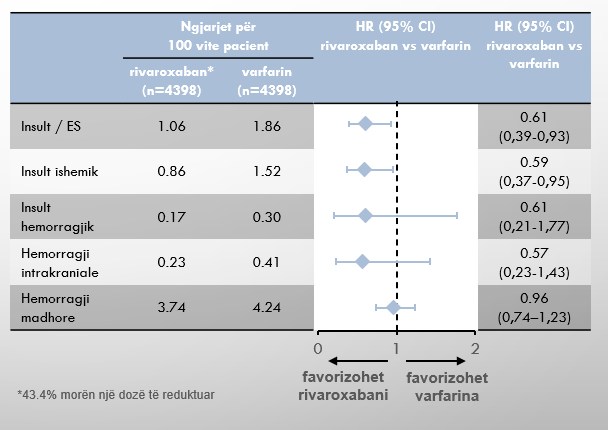 Ngjarjet për
100 vite pacient
HR (95% CI)
rivaroxaban vs varfarin
HR (95% CI)
rivaroxaban vs
varfarin
rivaroxaban*
(n=4398)
varfarin
(n=4398)
Insult / ES
1.06
1.86
0.61
(0,39-0,93)
Insult ishemik
0.86
1.52
0.59
(0,37-0,95)
Insult
hemorragjik
0.17
0.30
0.61
(0,21-1,77)
Hemorragji
intrakraniale
0.23
0.41
0.57
(0,23-1,43)
Hemorragji
madhore
3.74
4.24
0.96
(0,74–1,23)
0
1
2
favorizohet
rivaroxabani
favorizohet
varfarina
*43.4% morën një dozë të reduktuar